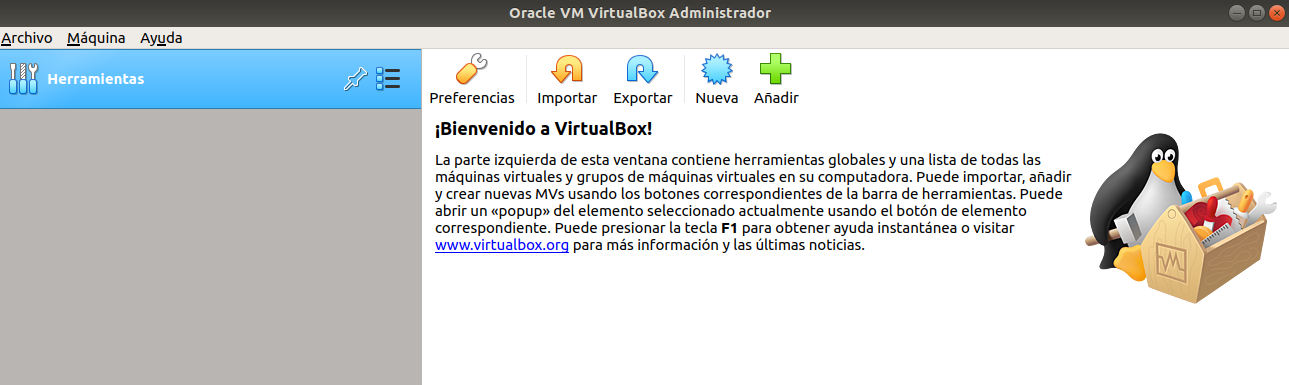 Oracle VM VirtualBox Administrador
Archivo Máquina Ayuda
Herramientas
Preferencias Importar Exportar Nueva Añadir
¡Bienvenido a VirtualBox!
La parte izquierda de esta ventana contiene herramientas globales y una lista de todas las
máquinas virtuales y grupos de máquinas virtuales en su computadora. Puede importar, añadir
y crear nuevas MVs usando los botones correspondientes de la barra de herramientas. Puede
abrir un «popup» del elemento seleccionado actualmente usando el botón de elemento
correspondiente. Puede presionar la tecla F1 para obtener ayuda instantánea o visitar
www.virtualbox.org para más información y las últimas noticias.